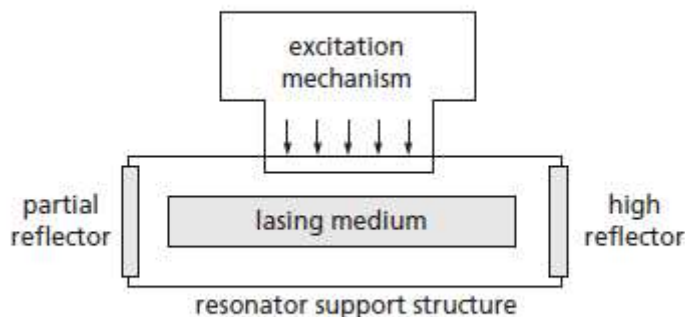 excitation
mechanism
partial
reflector
lasing medium
high
reflector
resonator support structure